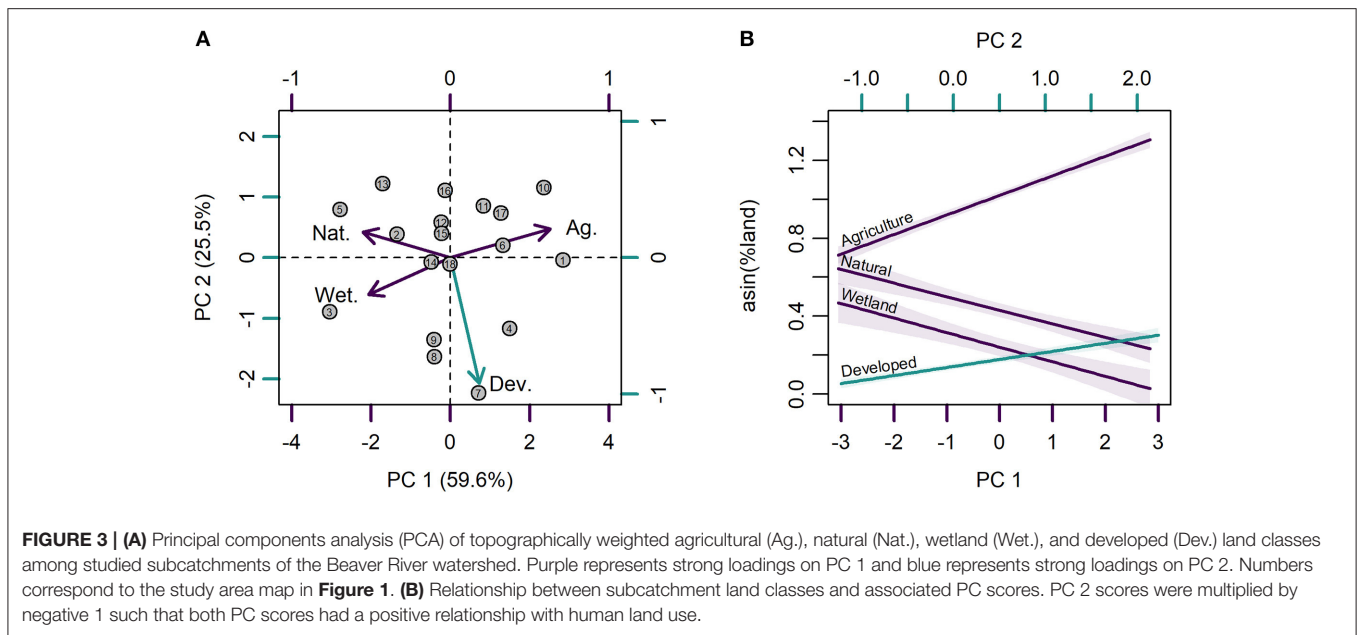 A
B
PC 2
-1 0 1
-1.0 0.0 1.0 2.0
2 1 0 -1 -2
PC 2 (25.5%)
1 0 -1
13 16 10 5 11 17 12 2 15 6 1 14 18 3 4 9 8 7
Nat.
Ag.
Wet.
Dev.
-4 -2 0 2 4
PC 1 (59.6%)
1.2 0.8 0.4 0.0
asin(%land)
Agriculture
Natural
Wetland
Developed
-3 -2 -1 0 1 2 3
PC 1
FIGURE 3 | (A) Principal components analysis (PCA) of topographically weighted agricultural (Ag.), natural (Nat.), wetland (Wet.), and developed (Dev.) land classes
among studied subcatchments of the Beaver River watershed. Purple represents strong loadings on PC 1 and blue represents strong loadings on PC 2. Numbers
correspond to the study area map in Figure 1. (B) Relationship between subcatchment land classes and associated PC scores. PC 2 scores were multiplied by
negative 1 such that both PC scores had a positive relationship with human land use.